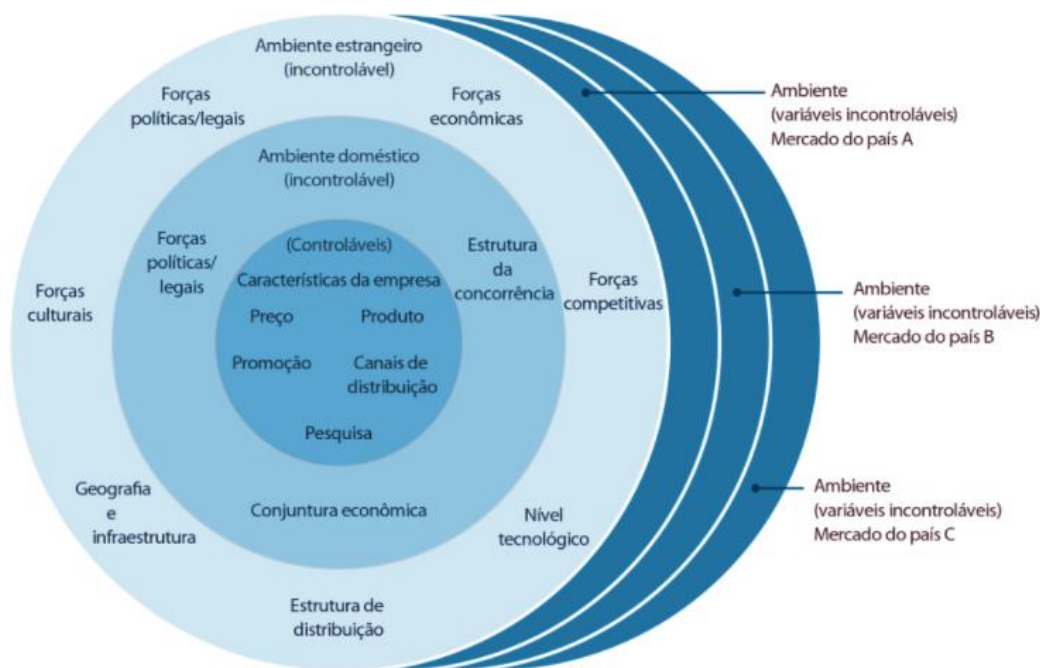 Ambiente estrangeiro
(incontrolável)
Forças
políticas/legais
Forças
econômicas
Ambiente doméstico
(incontrolável)
Forças
políticas/
legais
(Controláveis)
Características da empresa
Preço
Produto
Promoção
Canais de
distribuição
Pesquisa
Estrutura
da
concorrência
Forças
culturais
Forças
competitivas
Geografia
e
infraestrutura
Conjuntura econômica
Nível
tecnológico
Estrutura de
distribuição
Ambiente
(variáveis incontroláveis)
Mercado do país A
Ambiente
(variáveis incontroláveis)
Mercado do país B
Ambiente
(variáveis incontroláveis)
Mercado do país C